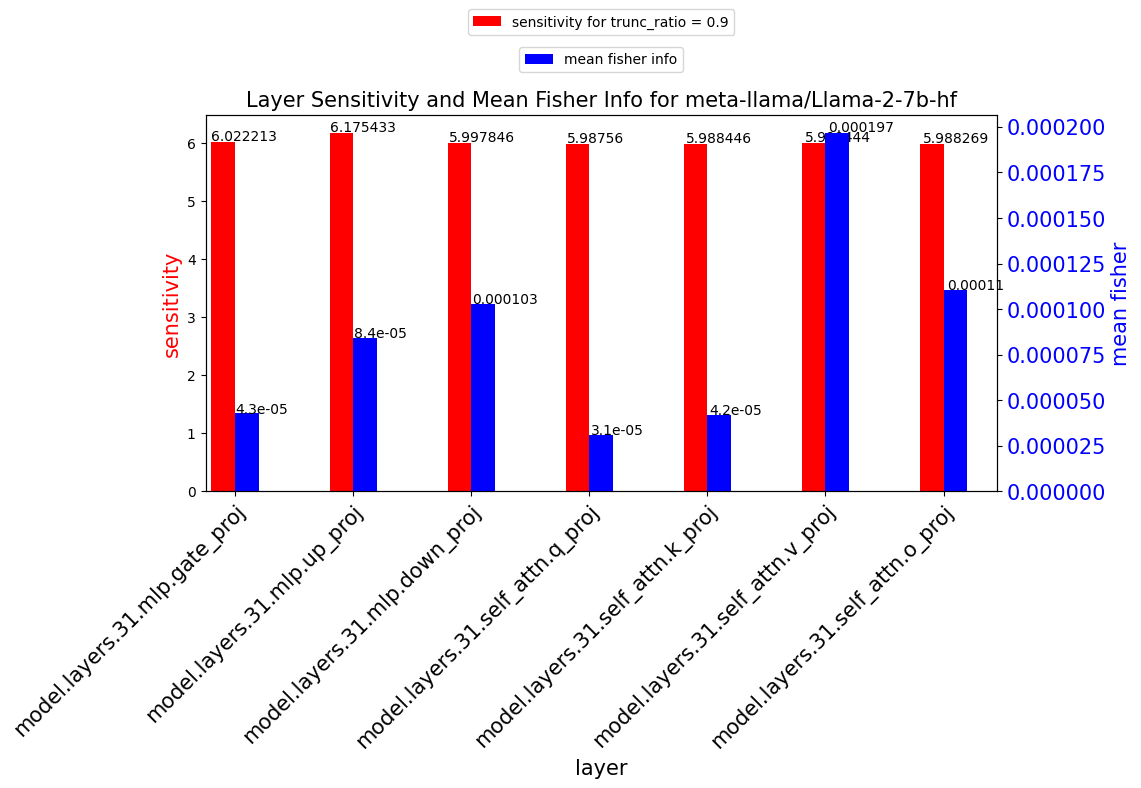 sensitivity for trunc_ratio = 0.9
mean fisher info
Layer Sensitivity and Mean Fisher Info for meta-llama/Llama-2-7b-hf
6.022213
6.175433
5.997846
5.98756
5.988446
5.988269
4.3e-05
8.4e-05
0.000103
3.1e-05
4.2e-05
0.000197
0.00011
sensitivity
6
5
4
3
2
1
0
mean fisher
0.000200
0.000175
0.000150
0.000125
0.000100
0.000075
0.000050
0.000025
0.000000
model.layers.31.mlp.gate_proj
model.layers.31.mlp.up_proj
model.layers.31.mlp.down_proj
model.layers.31.self_attn.q_proj
model.layers.31.self_attn.k_proj
model.layers.31.self_attn.v_proj
model.layers.31.self_attn.o_proj
layer